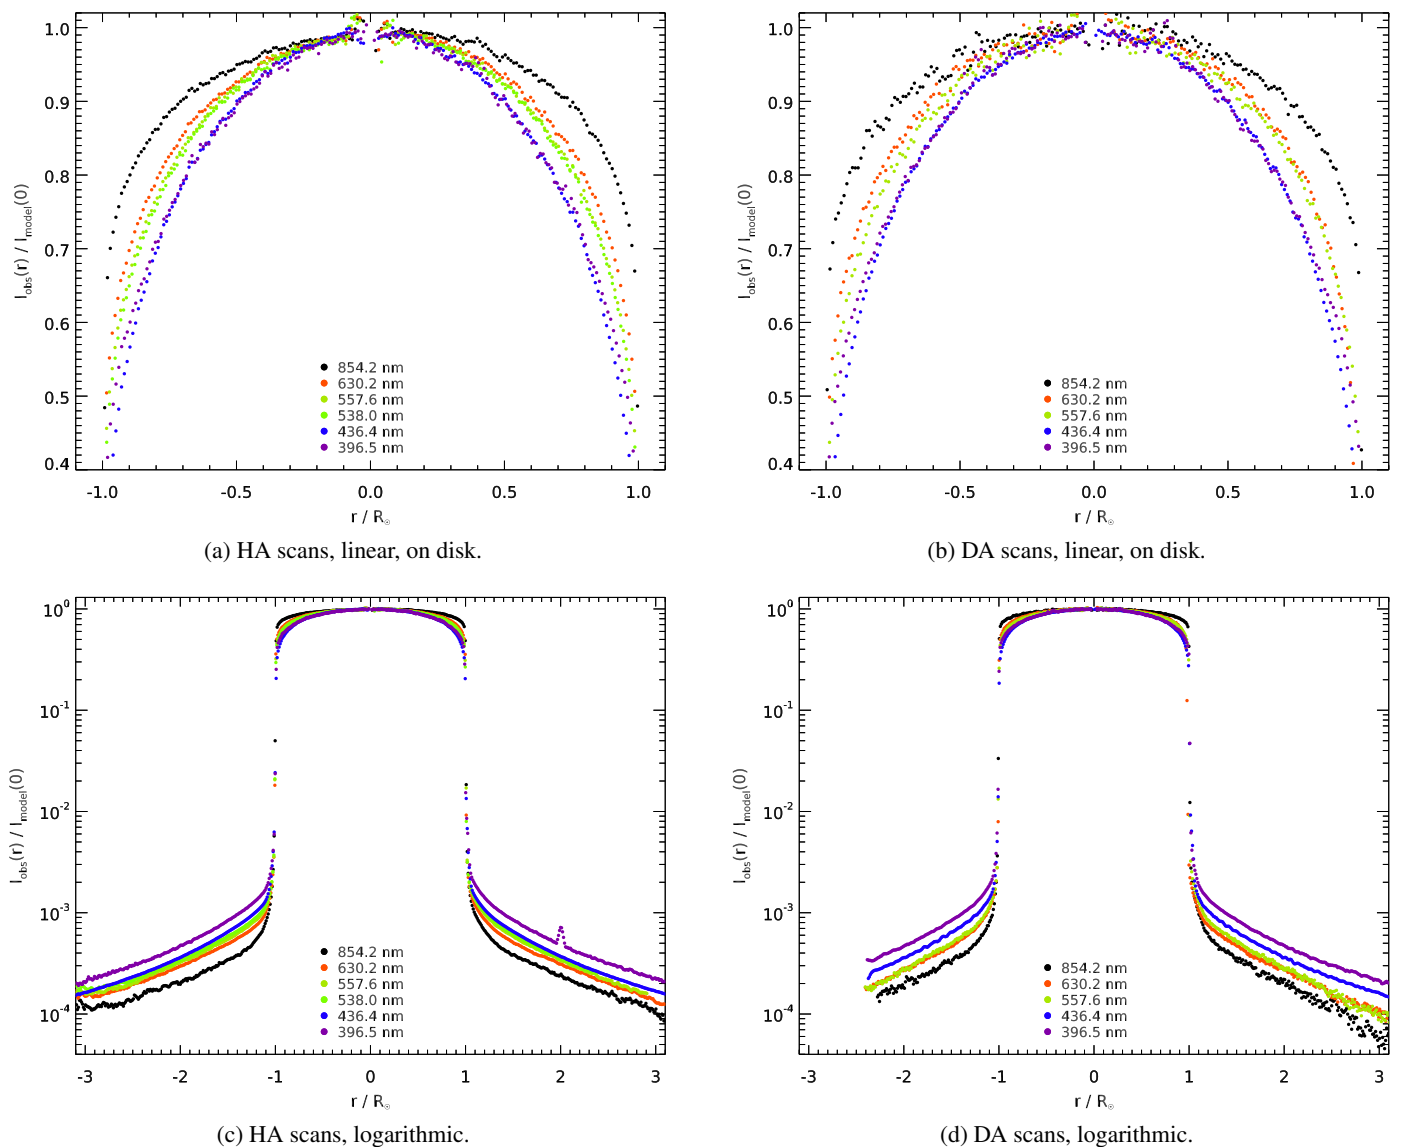 1.0
0.9
0.8
0.7
0.6
0.5
0.4
I_obs(r) / I_model(0)
854.2 nm
630.2 nm
557.6 nm
538.0 nm
436.4 nm
396.5 nm
-1.0 -0.5 0.0 0.5 1.0
r / R☉
(a) HA scans, linear, on disk.
1.0
0.9
0.8
0.7
0.6
0.5
0.4
I_obs(r) / I_model(0)
854.2 nm
630.2 nm
557.6 nm
436.4 nm
396.5 nm
-1.0 -0.5 0.0 0.5 1.0
r / R☉
(b) DA scans, linear, on disk.
10⁰
10⁻¹
10⁻²
10⁻³
10⁻⁴
I_obs(r) / I_model(0)
854.2 nm
630.2 nm
557.6 nm
538.0 nm
436.4 nm
396.5 nm
-3 -2 -1 0 1 2 3
r / R☉
(c) HA scans, logarithmic.
10⁰
10⁻¹
10⁻²
10⁻³
10⁻⁴
I_obs(r) / I_model(0)
854.2 nm
630.2 nm
557.6 nm
436.4 nm
396.5 nm
-3 -2 -1 0 1 2 3
r / R☉
(d) DA scans, logarithmic.